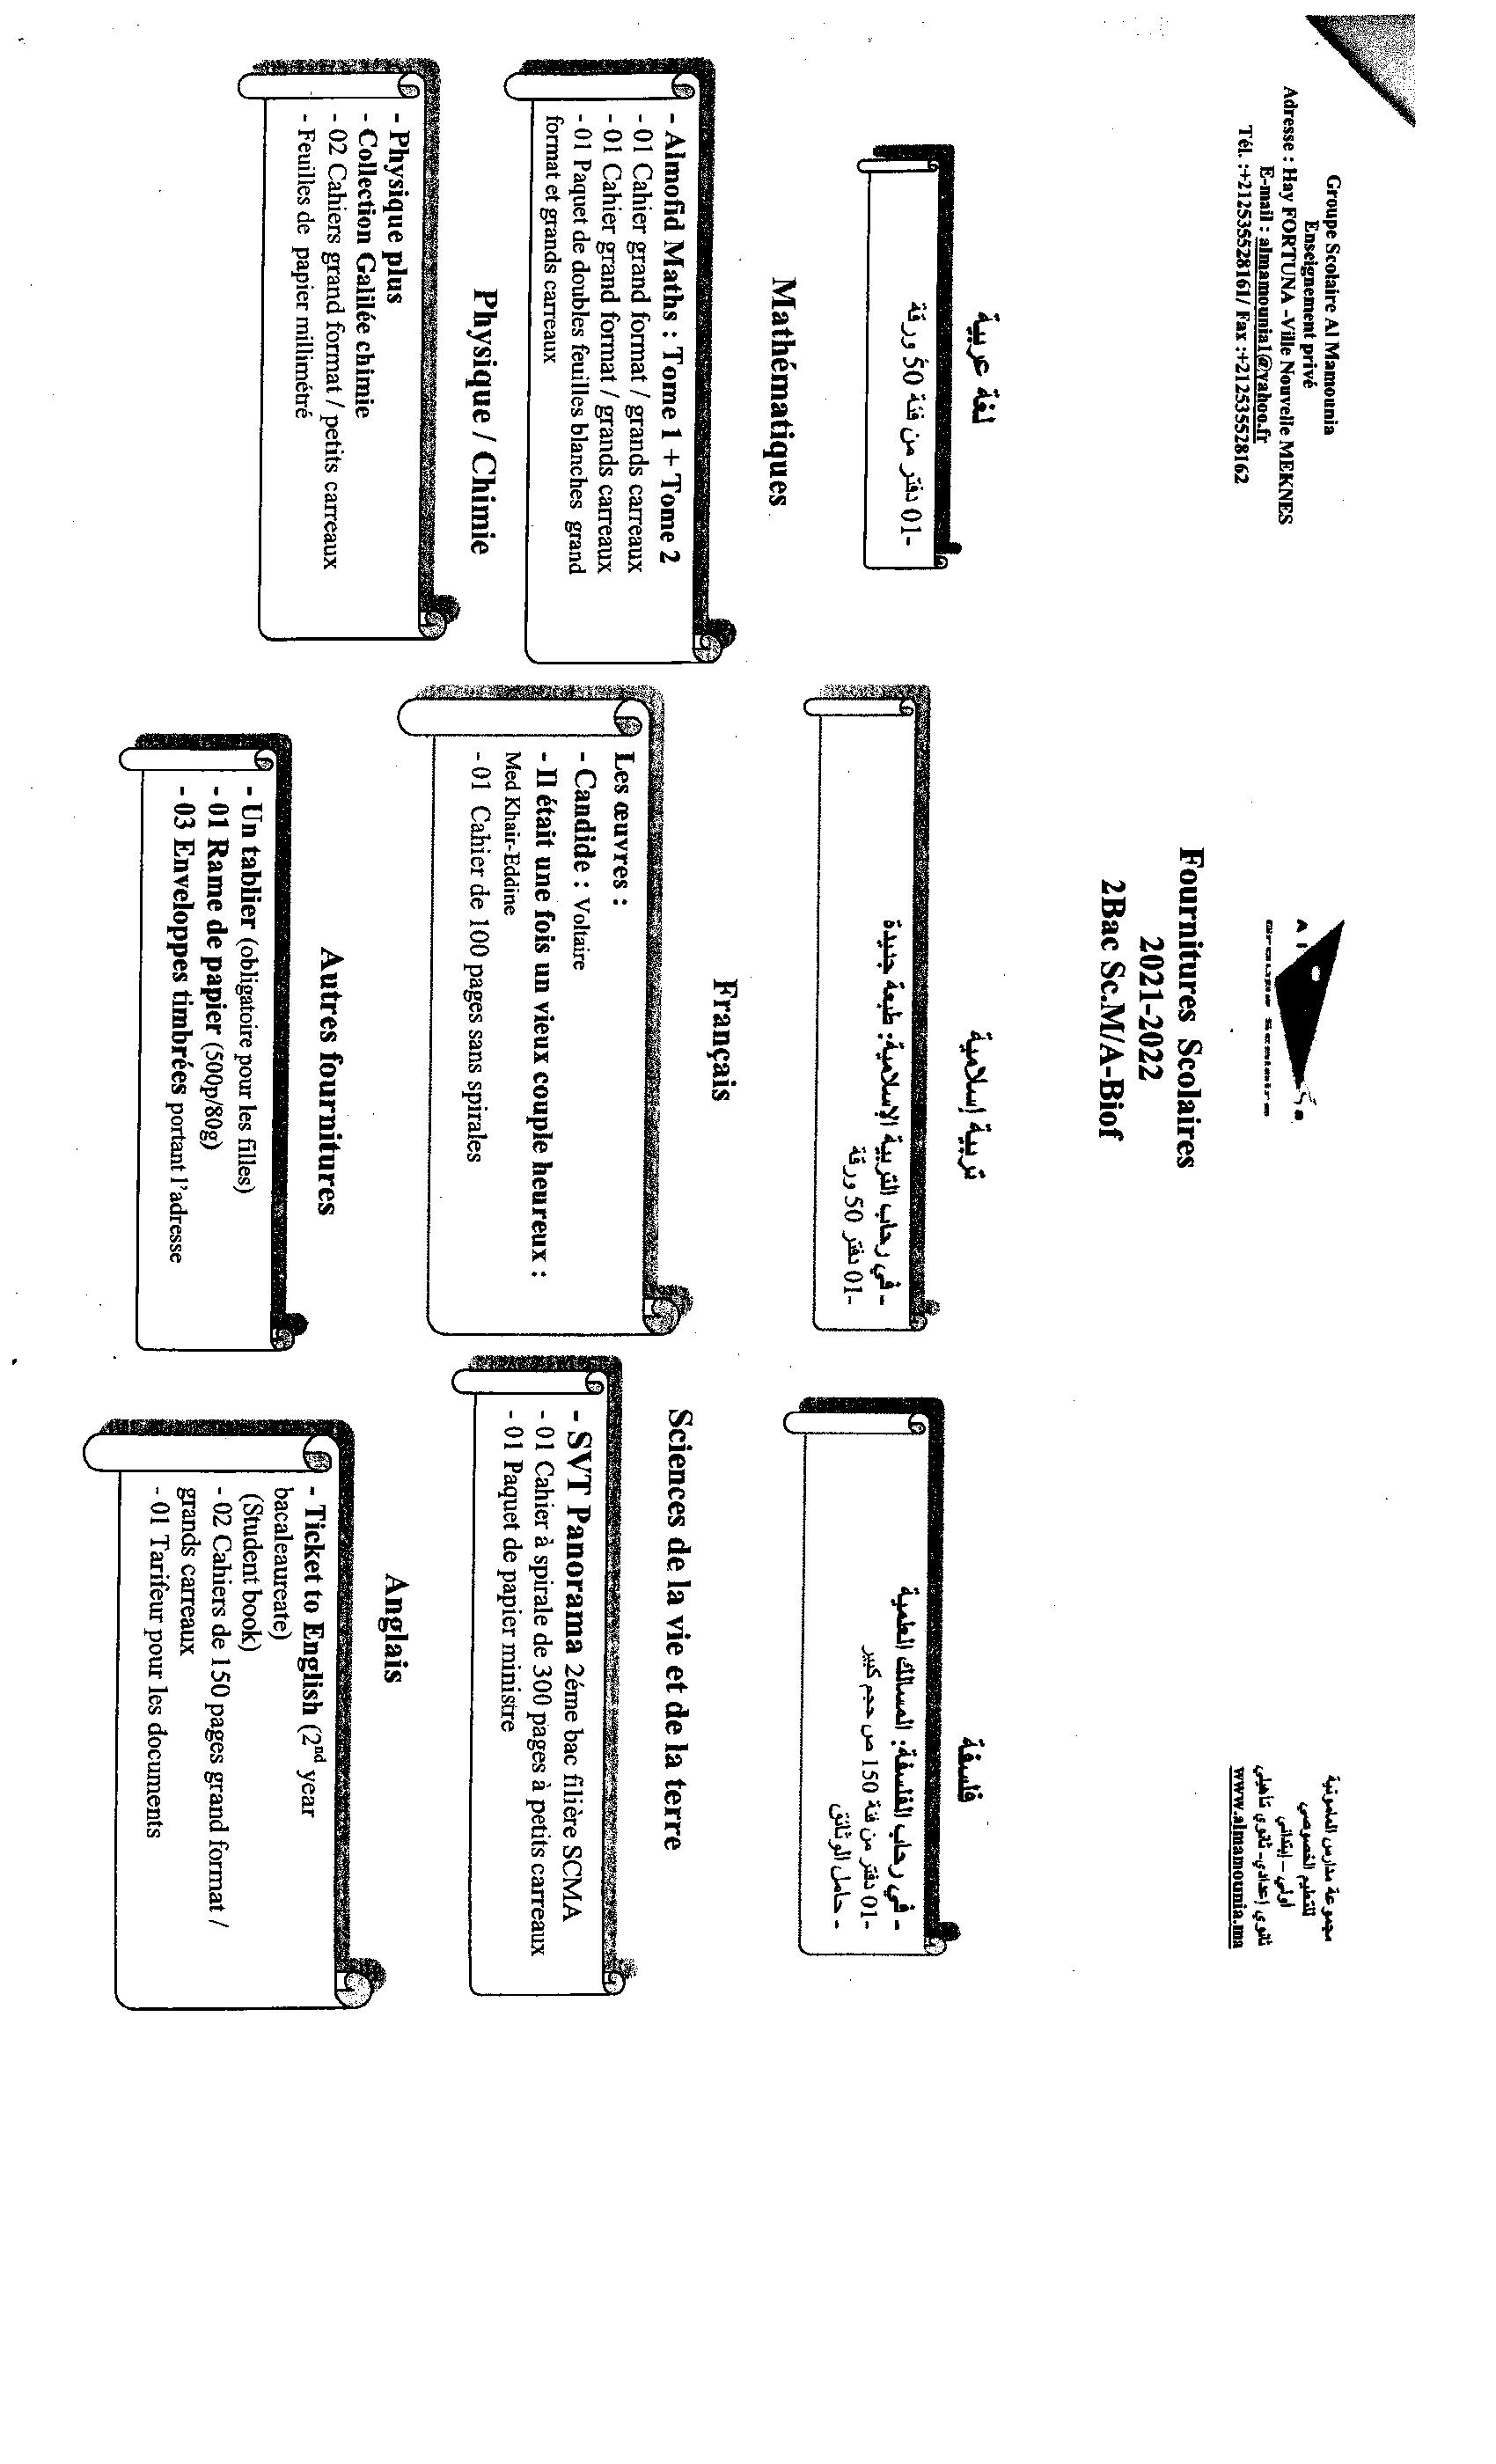 Groupe Scolaire Al Mamounia
Enseignement privé
Adresse : Hay FORTUNA -Ville Nouvelle MEKNES
E-mail : almamounia1@yahoo.fr
Tél. :+212535528161/ Fax :+212535528162
مجموعة مدارس المامونية
للتعليم الخصوصي
أولي – إبتدائي
ثانوي إعدادي- ثانوي تاهيلي
www.almamounia.ma
Fournitures Scolaires
2021-2022
2Bac Sc.M/A-Biof
لغة عربية
-01 دفتر من فئة 50 ورقة
تربية إسلامية
- في رحاب التربية الإسلامية: طبعة جديدة
-01 دفتر 50 ورقة
فلسفة
- في رحاب الفلسفة: المسالك العلمية
-01 دفتر من فئة 150 ص حجم كبير
- حامل الوثائق
Mathématiques
- Almofid Maths : Tome 1 + Tome 2
- 01 Cahier grand format / grands carreaux
- 01 Cahier grand format / grands carreaux
- 01 Paquet de doubles feuilles blanches grand
format et grands carreaux
Français
Les œuvres :
- Candide : Voltaire
- Il était une fois un vieux couple heureux :
Med Khair-Eddine
- 01 Cahier de 100 pages sans spirales
Sciences de la vie et de la terre
- SVT Panorama 2éme bac filière SCMA
- 01 Cahier à spirale de 300 pages à petits carreaux
- 01 Paquet de papier ministre
Physique / Chimie
- Physique plus
- Collection Galilée chimie
- 02 Cahiers grand format / petits carreaux
- Feuilles de papier millimétré
Autres fournitures
- Un tablier (obligatoire pour les filles)
- 01 Rame de papier (500p/80g)
- 03 Enveloppes timbrées portant l'adresse
Anglais
- Ticket to English (2nd year
bacaleaureate)
(Student book)
- 02 Cahiers de 150 pages grand format /
grands carreaux
- 01 Tarifeur pour les documents